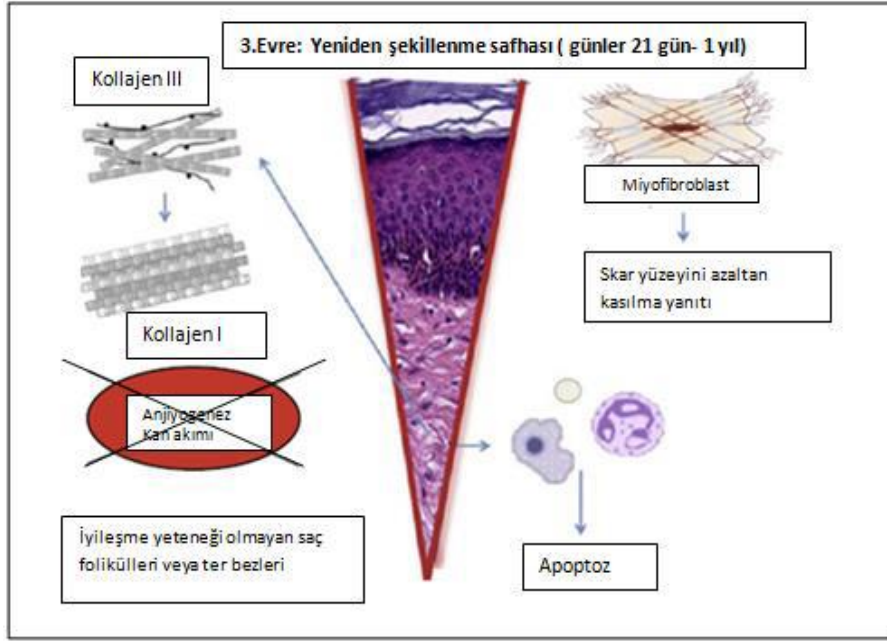 3.Evre: Yeniden şekillenme safhası ( günler 21 gün- 1 yıl)
Kollajen III
Miyofibroblast
Skar yüzeyini azaltan
kasılma yanıtı
Kollajen I
Anjiyogenez
Kan akımı
İyileşme yeteneği olmayan saç
folikülleri veya ter bezleri
Apoptoz